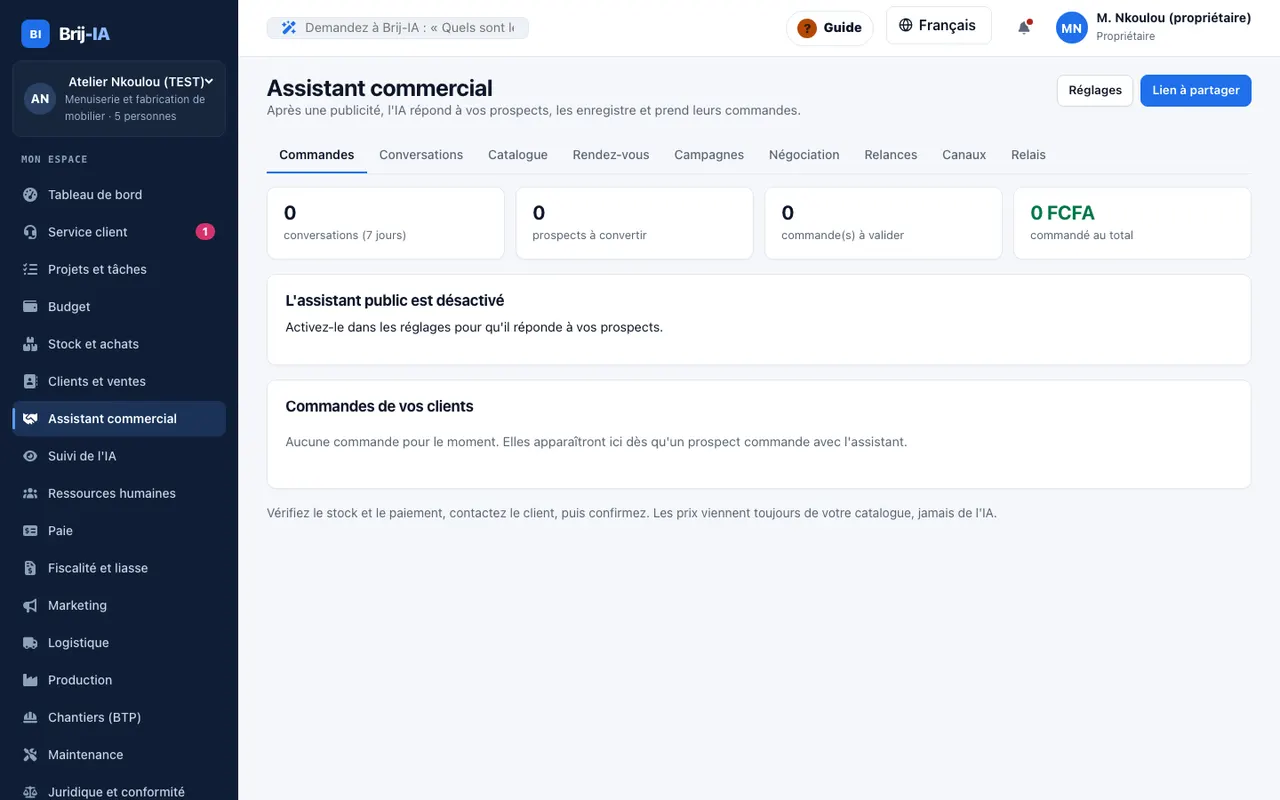 BI Brij-IA
AN
Atelier Nkoulou (TEST)
Menuiserie et fabrication de
mobilier · 5 personnes
MON ESPACE
Tableau de bord
Service client 1
Projets et tâches
Budget
Stock et achats
Clients et ventes
Assistant commercial
Suivi de l'IA
Ressources humaines
Paie
Fiscalité et liasse
Marketing
Logistique
Production
Chantiers (BTP)
Maintenance
Juridique et conformité
Demandez à Brij-IA : « Quels sont
? Guide
Français
MN
M. Nkoulou (propriétaire)
Propriétaire
Assistant commercial
Après une publicité, l'IA répond à vos prospects, les enregistre et prend leurs commandes.
Réglages
Lien à partager
Commandes Conversations Catalogue Rendez-vous Campagnes Négociation Relances Canaux Relais
0
conversations (7 jours)
0
prospects à convertir
0
commande(s) à valider
0 FCFA
commandé au total
L'assistant public est désactivé
Activez-le dans les réglages pour qu'il réponde à vos prospects.
Commandes de vos clients
Aucune commande pour le moment. Elles apparaîtront ici dès qu'un prospect commande avec l'assistant.
Vérifiez le stock et le paiement, contactez le client, puis confirmez. Les prix viennent toujours de votre catalogue, jamais de l'IA.